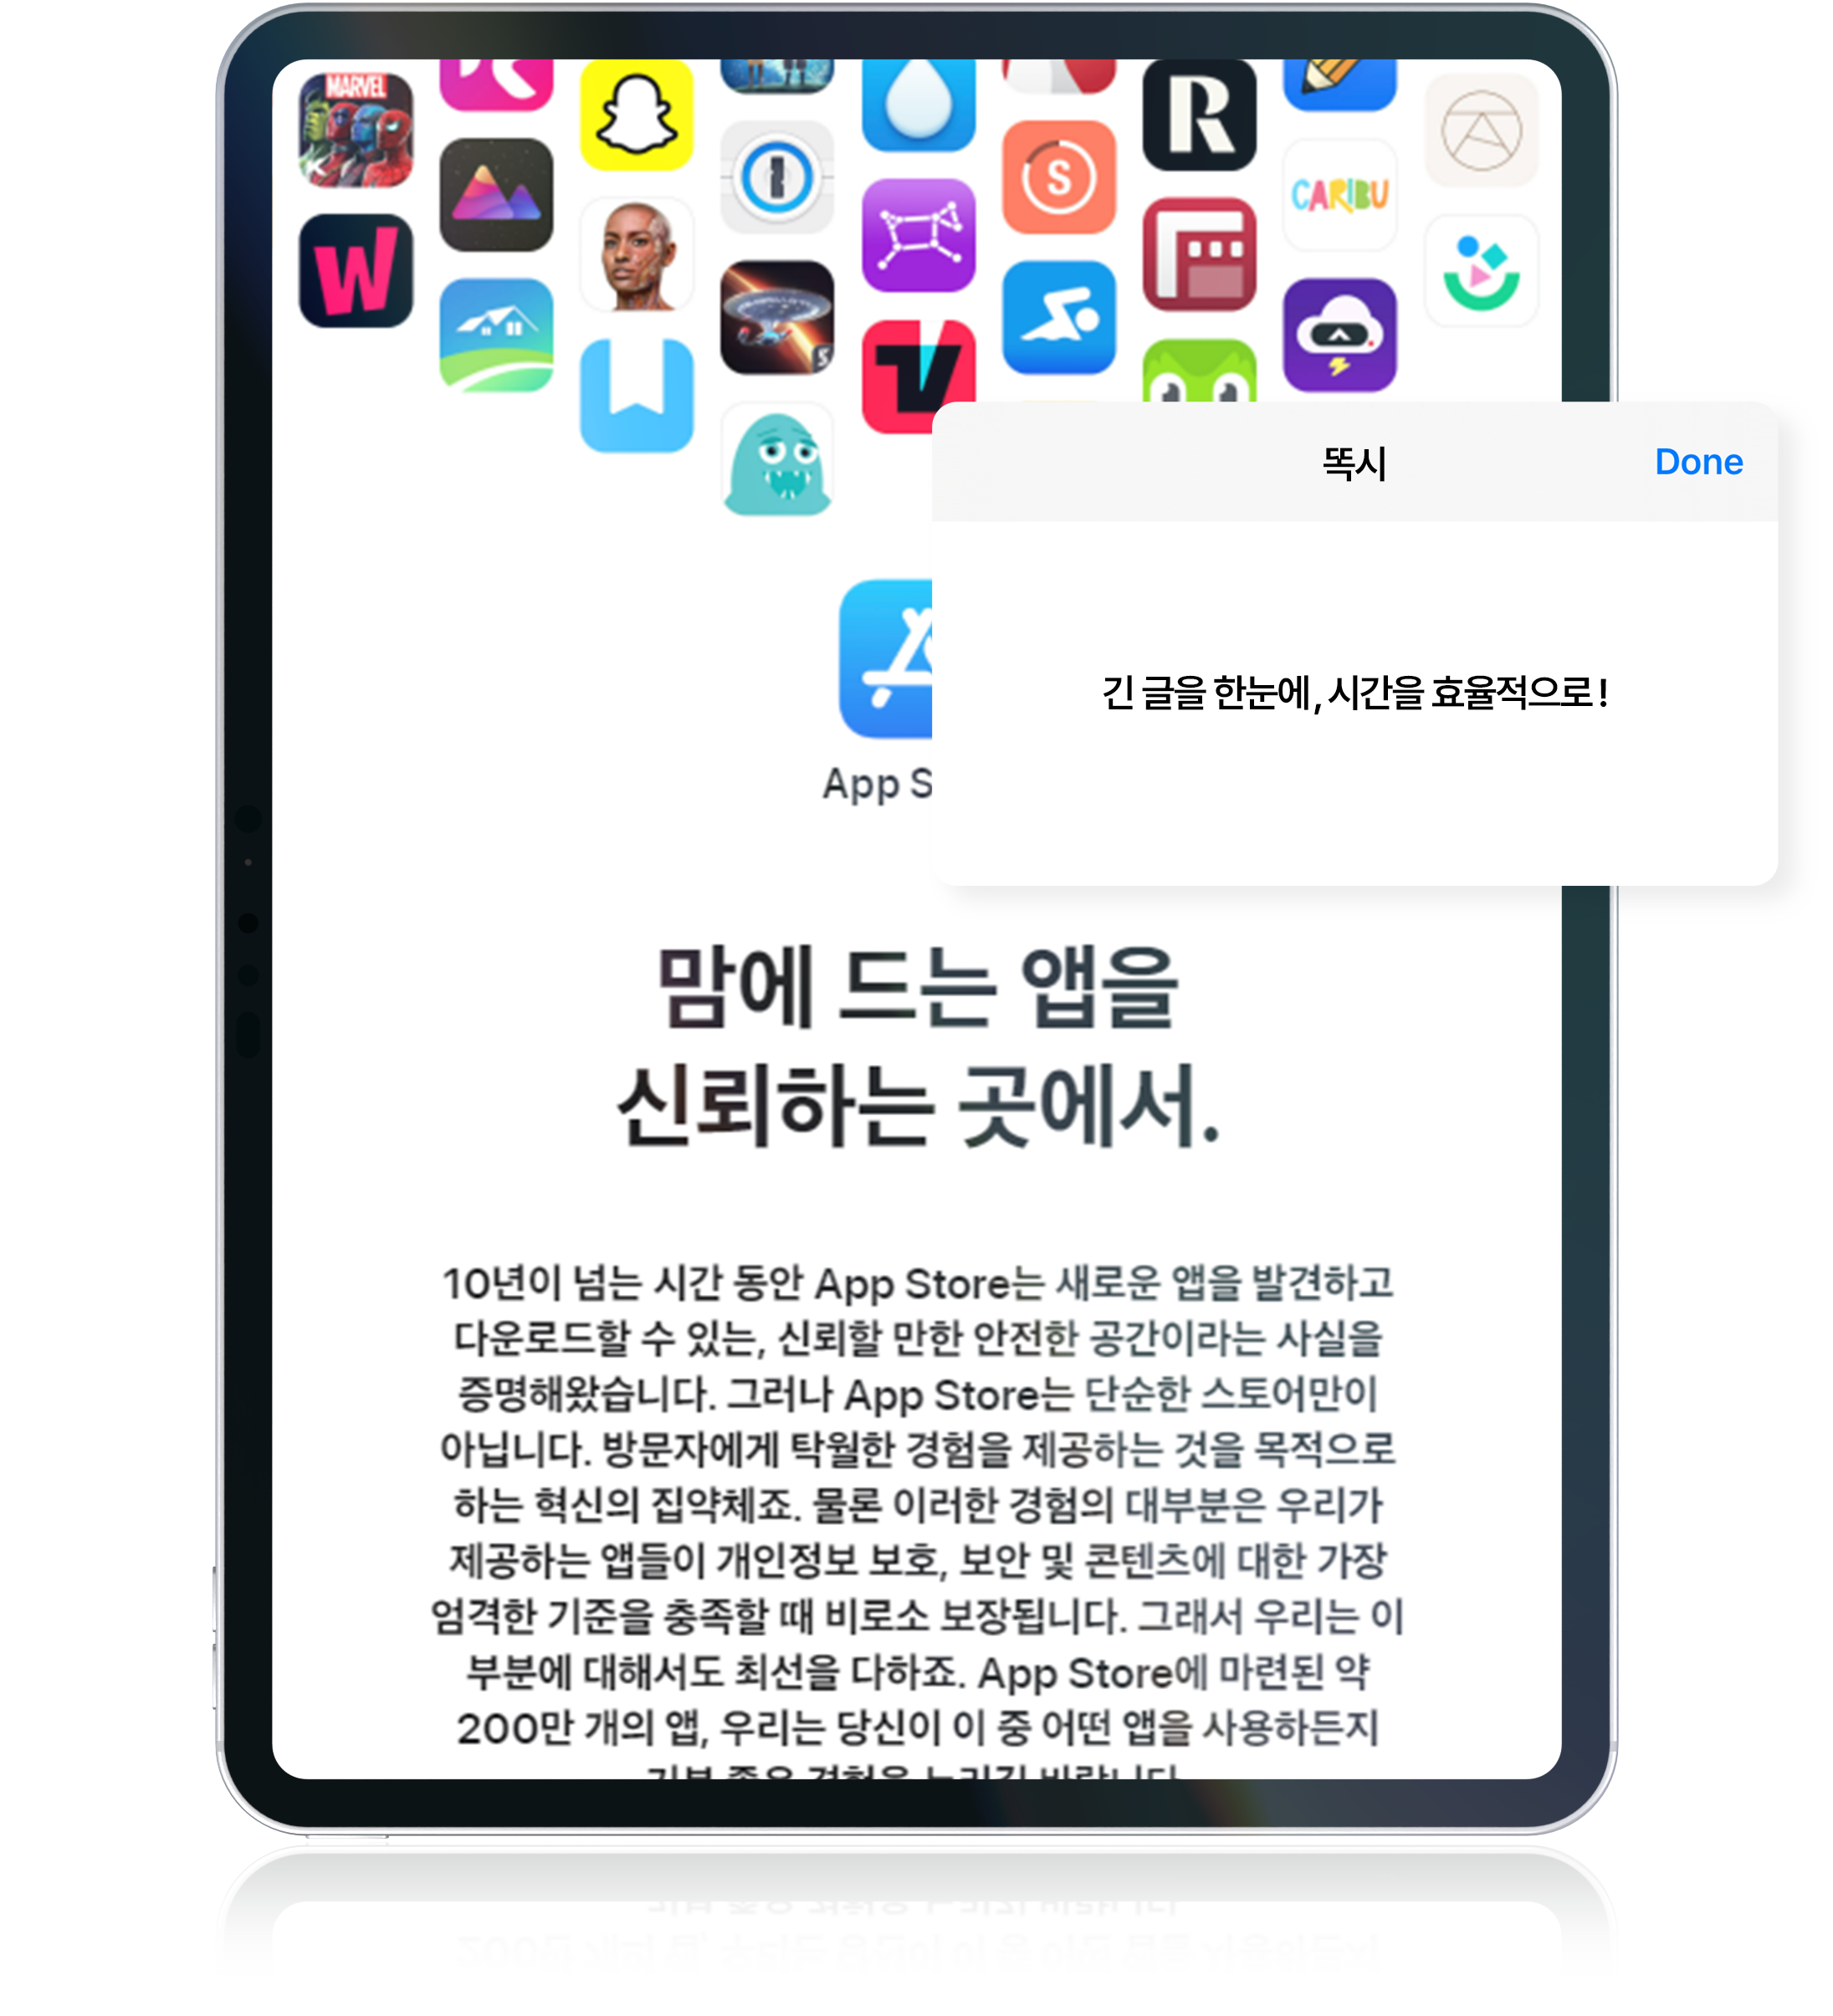 MARVEL
R
S
CARIBU
W
똑시
Done
긴 글을 한눈에, 시간을 효율적으로!
App S
맘에 드는 앱을
신뢰하는 곳에서.
10년이 넘는 시간 동안 App Store는 새로운 앱을 발견하고
다운로드할 수 있는, 신뢰할 만한 안전한 공간이라는 사실을
증명해왔습니다. 그러나 App Store는 단순한 스토어만이
아닙니다. 방문자에게 탁월한 경험을 제공하는 것을 목적으로
하는 혁신의 집약체죠. 물론 이러한 경험의 대부분은 우리가
제공하는 앱들이 개인정보 보호, 보안 및 콘텐츠에 대한 가장
엄격한 기준을 충족할 때 비로소 보장됩니다. 그래서 우리는 이
부분에 대해서도 최선을 다하죠. App Store에 마련된 약
200만 개의 앱, 우리는 당신이 이 중 어떤 앱을 사용하든지